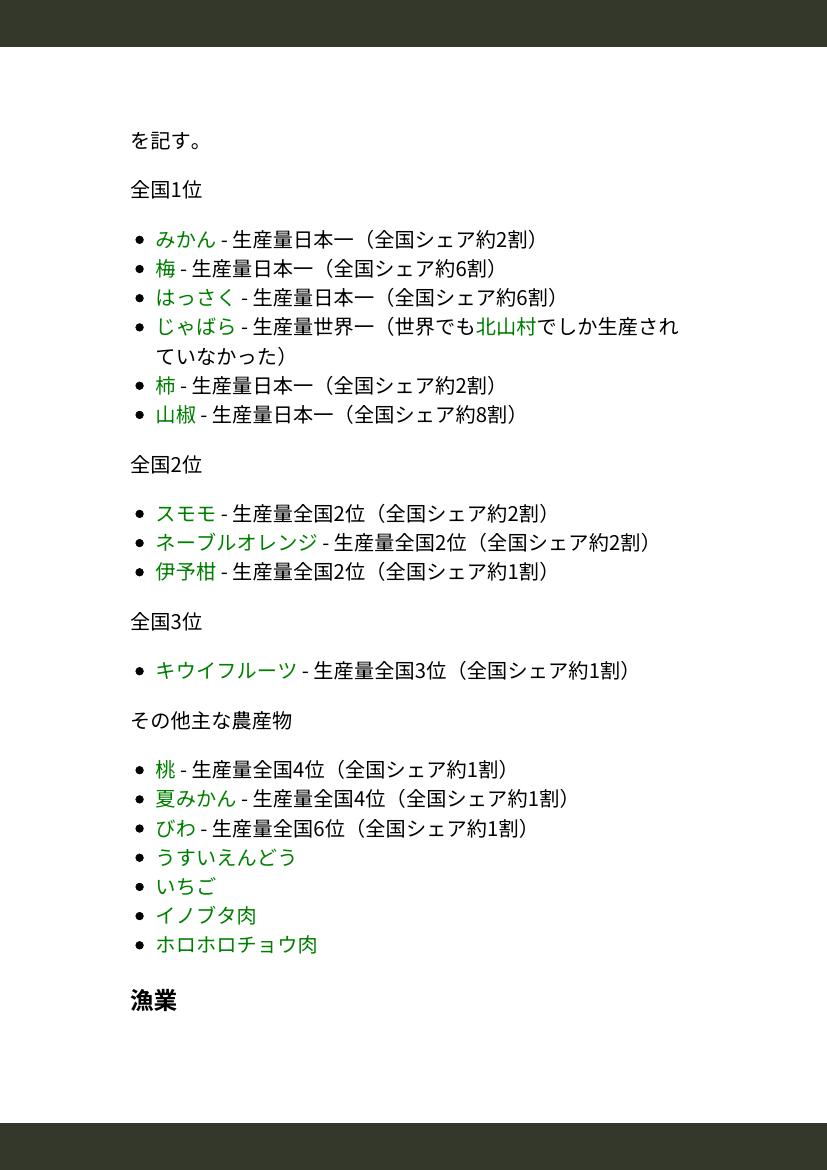 を記す。
全国1位
• みかん - 生産量日本一（全国シェア約2割）
• 梅 - 生産量日本一（全国シェア約6割）
• はっさく - 生産量日本一（全国シェア約6割）
• じゃばら - 生産量世界一（世界でも北山村でしか生産され
ていなかった）
• 柿 - 生産量日本一（全国シェア約2割）
• 山椒 - 生産量日本一（全国シェア約8割）
全国2位
• スモモ - 生産量全国2位（全国シェア約2割）
• ネーブルオレンジ - 生産量全国2位（全国シェア約2割）
• 伊予柑 - 生産量全国2位（全国シェア約1割）
全国3位
• キウイフルーツ - 生産量全国3位（全国シェア約1割）
その他主な農産物
• 桃 - 生産量全国4位（全国シェア約1割）
• 夏みかん - 生産量全国4位（全国シェア約1割）
• びわ - 生産量全国6位（全国シェア約1割）
• うすいえんどう
• いちご
• イノブタ肉
• ホロホロチョウ肉
漁業